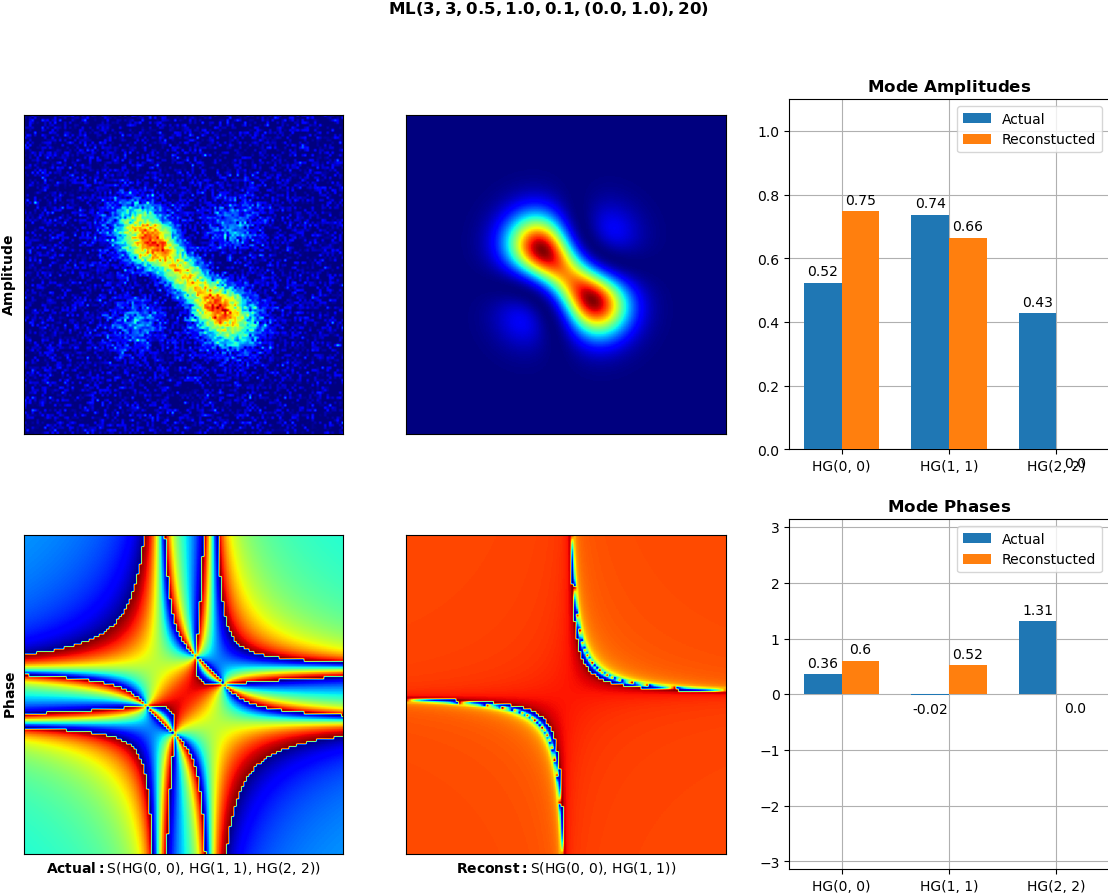 ML(3, 3, 0.5, 1.0, 0.1, (0.0, 1.0), 20)
Amplitude
Mode Amplitudes
Actual
Reconstucted
1.0
0.8
0.6
0.4
0.2
0.0
0.52
0.75
0.74
0.66
0.43
0.0
HG(0, 0)
HG(1, 1)
HG(2, 2)
Phase
Actual: S(HG(0, 0), HG(1, 1), HG(2, 2))
Reconst: S(HG(0, 0), HG(1, 1))
Mode Phases
Actual
Reconstucted
3
2
1
0
−1
−2
−3
0.36
0.6
-0.02
0.52
1.31
0.0
HG(0, 0)
HG(1, 1)
HG(2, 2)